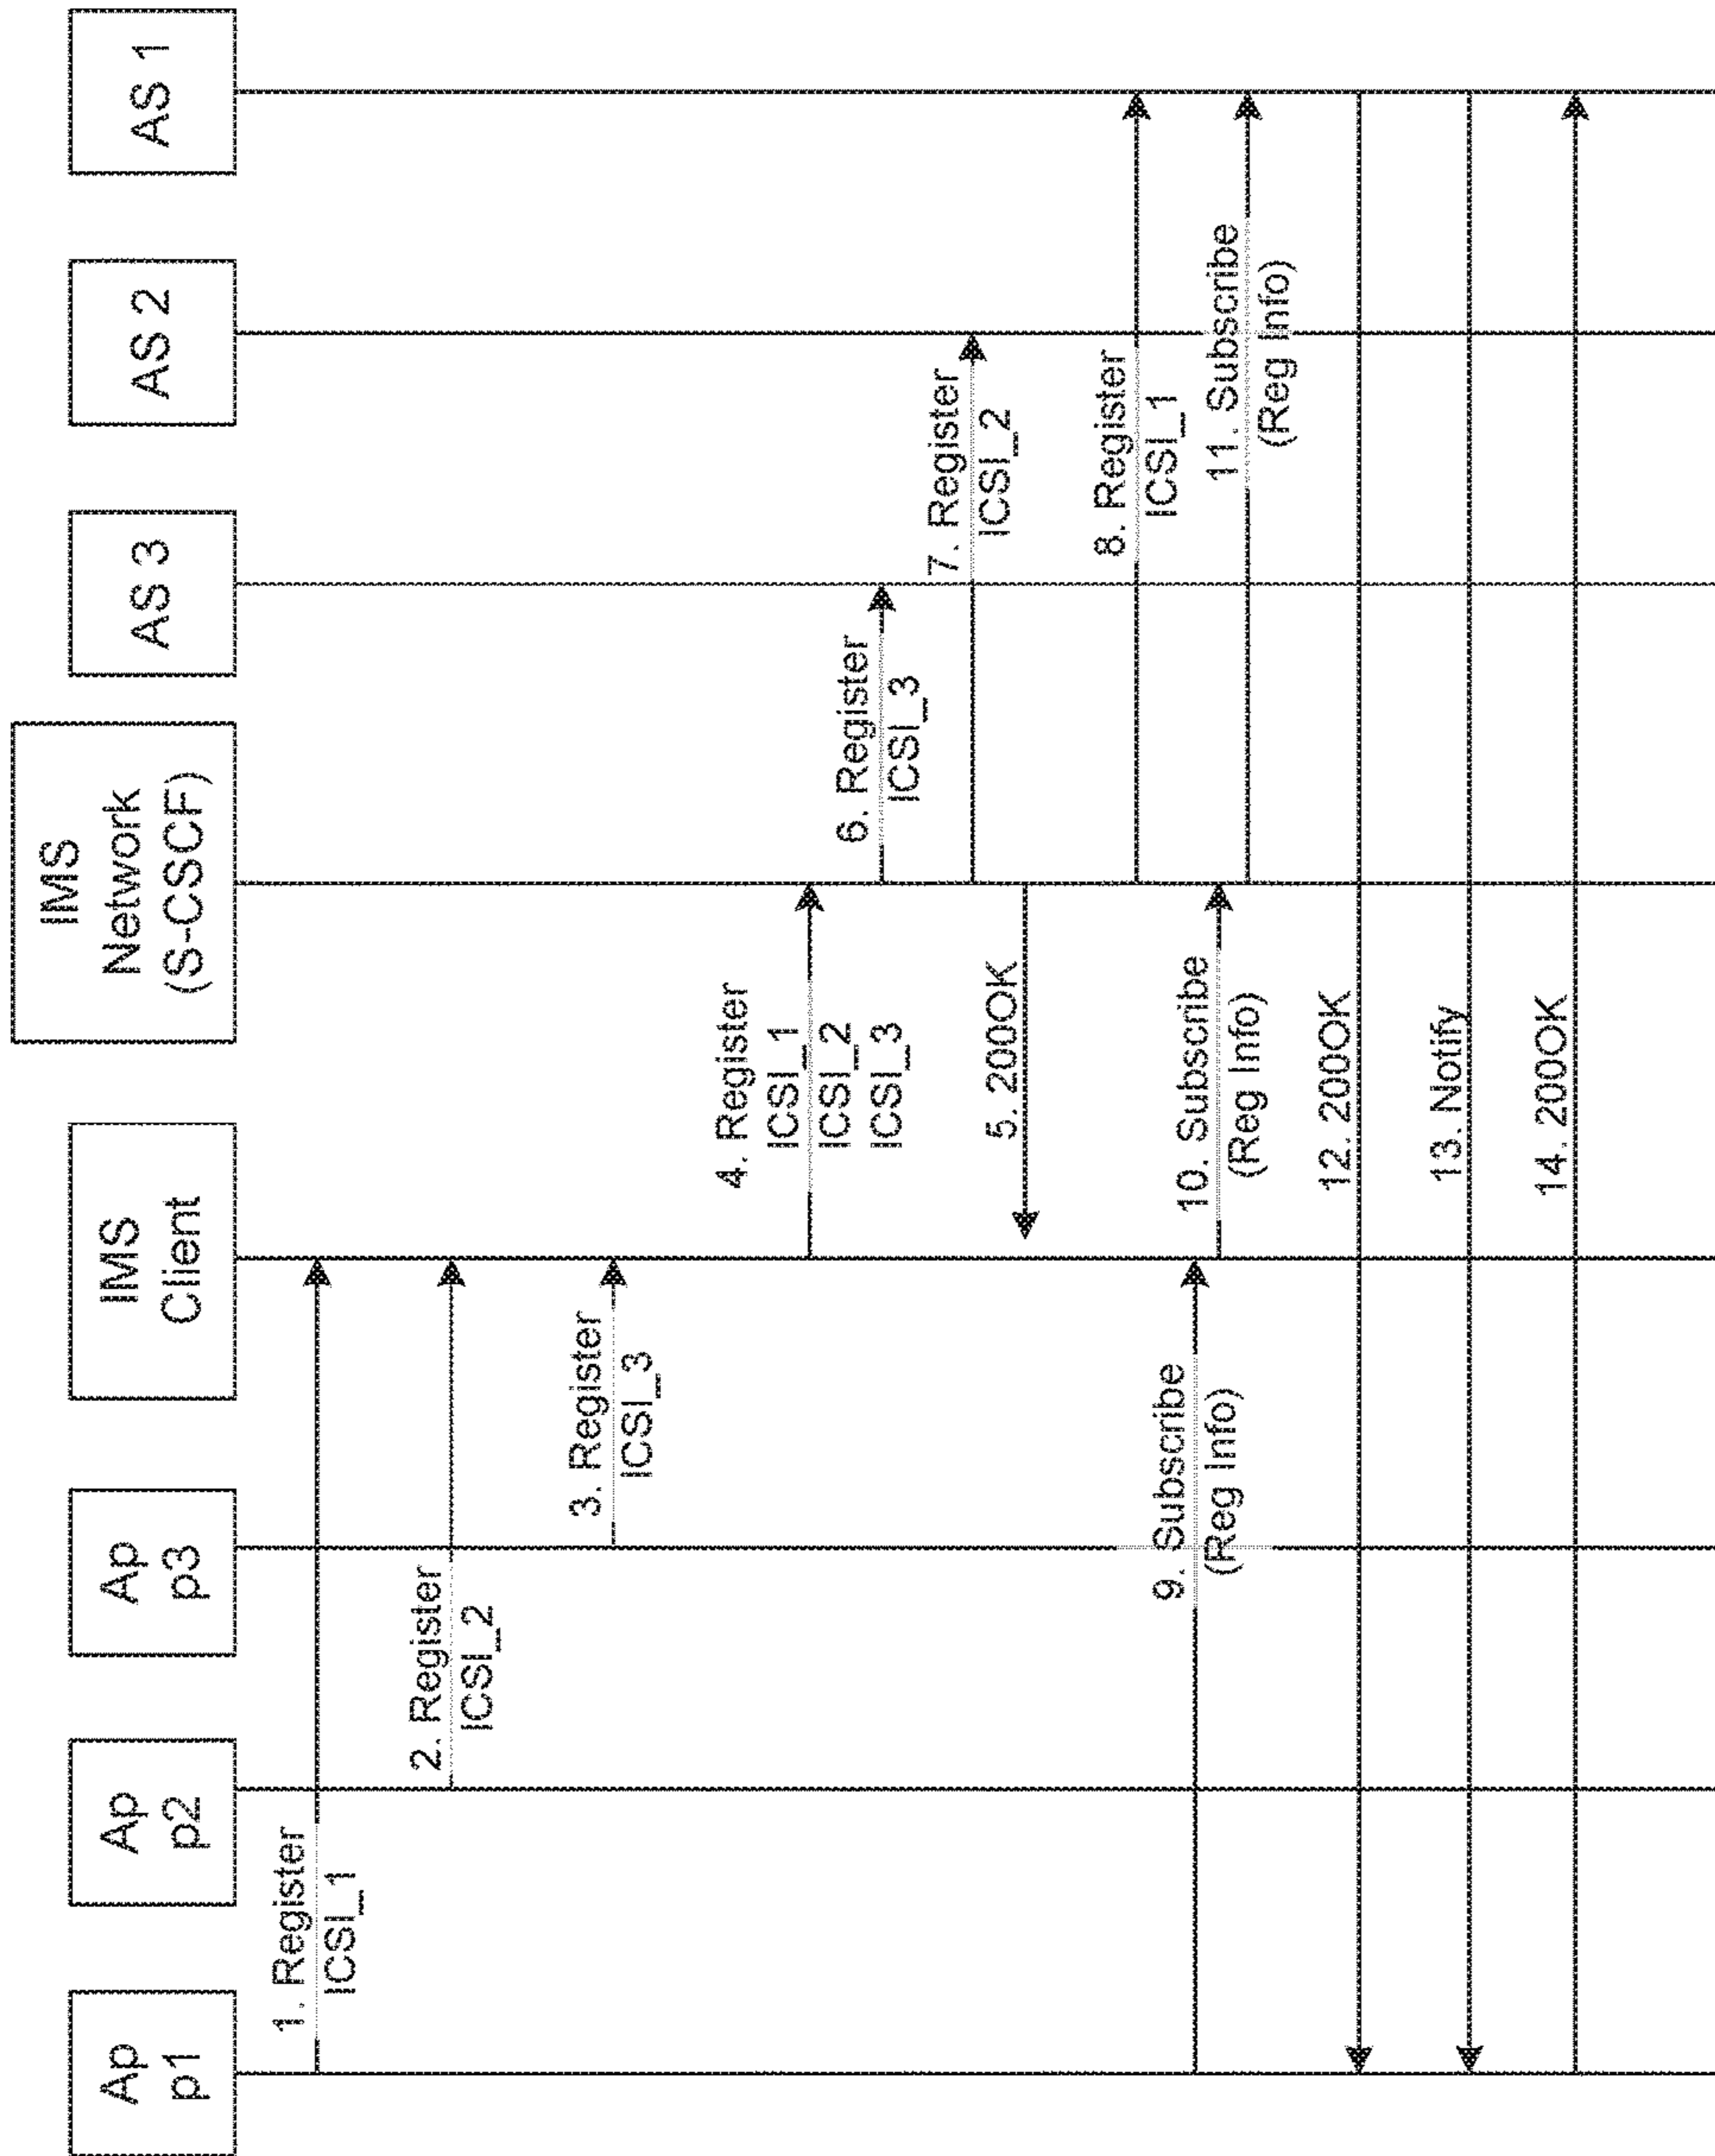 Ap
p1
Ap
p2
Ap
p3
IMS
Client
IMS
Network
(S-CSCF)
AS 3
AS 2
AS 1
1. Register
ICSI_1
2. Register
ICSI_2
3. Register
ICSI_3
4. Register
ICSI_1
ICSI_2
ICSI_3
6. Register
ICSI_3
7. Register
ICSI_2
5. 200OK
8. Register
ICSI_1
9. Subscribe
(Reg Info)
10. Subscribe
(Reg Info)
11. Subscribe
(Reg Info)
12. 200OK
13. Notify
14. 200OK